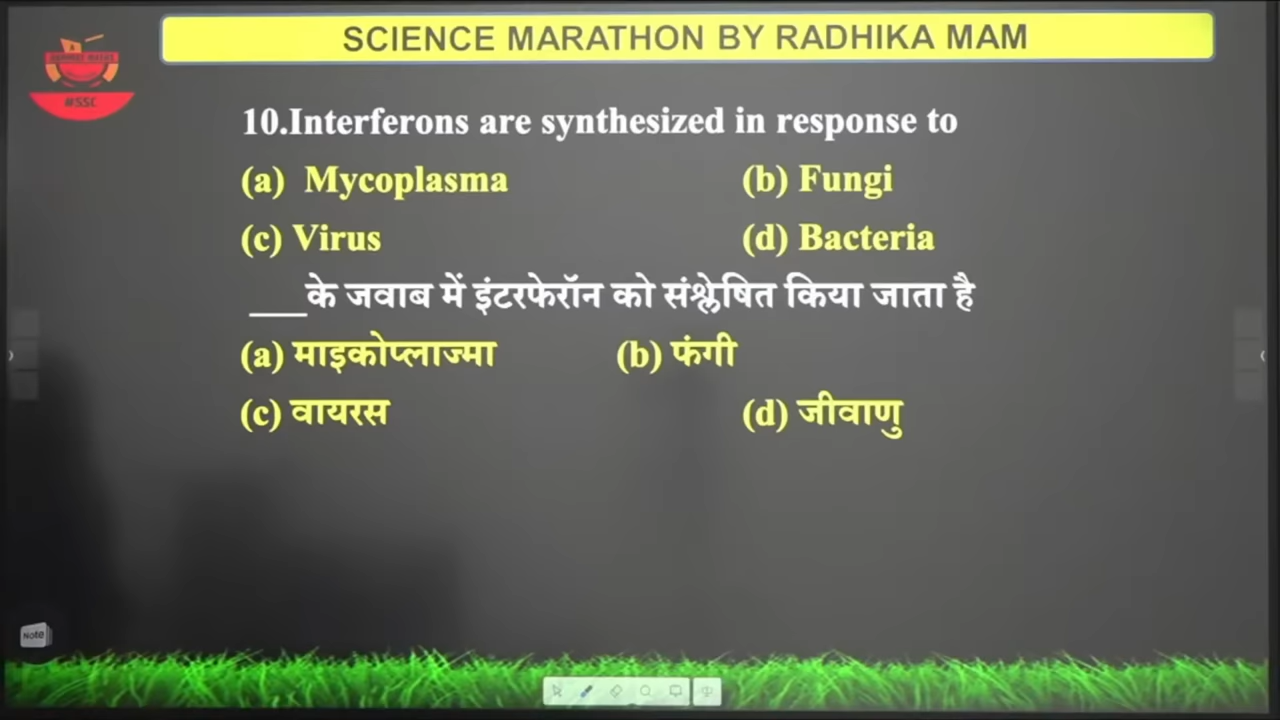 SCIENCE MARATHON BY RADHIKA MAM
#SSC
10.Interferons are synthesized in response to
(a) Mycoplasma (b) Fungi
(c) Virus (d) Bacteria
___के जवाब में इंटरफेरॉन को संश्लेषित किया जाता है
(a) माइकोप्लाज्मा (b) फंगी
(c) वायरस (d) जीवाणु
Note